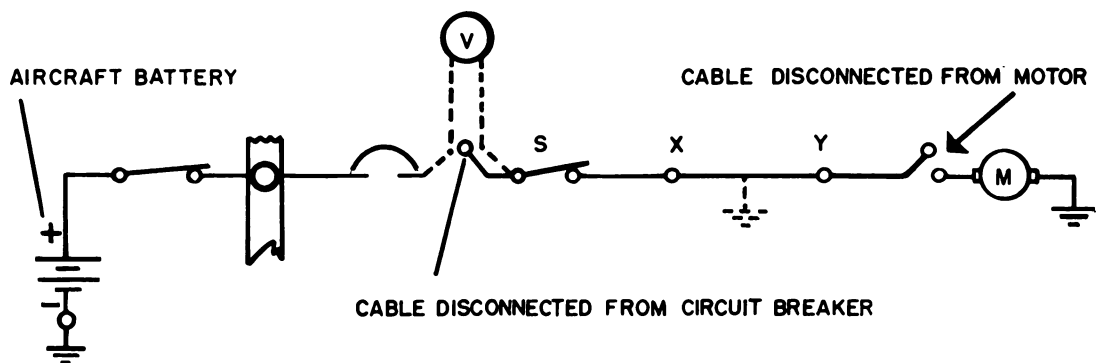 V
AIRCRAFT BATTERY
CABLE DISCONNECTED FROM MOTOR
S
X
Y
M
+
-
CABLE DISCONNECTED FROM CIRCUIT BREAKER